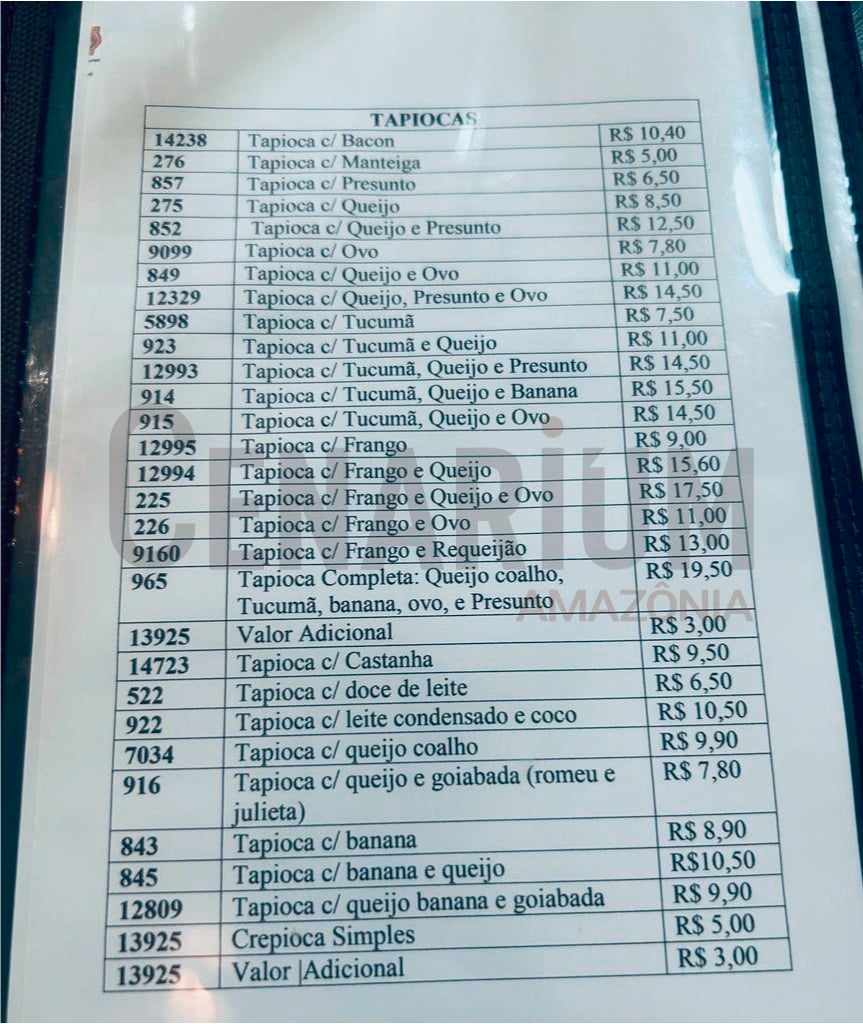 TAPIOCAS
14238 Tapioca c/ Bacon R$ 10,40
276 Tapioca c/ Manteiga R$ 5,00
857 Tapioca c/ Presunto R$ 6,50
275 Tapioca c/ Queijo R$ 8,50
852 Tapioca c/ Queijo e Presunto R$ 12,50
9099 Tapioca c/ Ovo R$ 7,80
849 Tapioca c/ Queijo e Ovo R$ 11,00
12329 Tapioca c/ Queijo, Presunto e Ovo R$ 14,50
5898 Tapioca c/ Tucumã R$ 7,50
923 Tapioca c/ Tucumã e Queijo R$ 11,00
12993 Tapioca c/ Tucumã, Queijo e Presunto R$ 14,50
914 Tapioca c/ Tucumã, Queijo e Banana R$ 15,50
915 Tapioca c/ Tucumã, Queijo e Ovo R$ 14,50
12995 Tapioca c/ Frango R$ 9,00
12994 Tapioca c/ Frango e Queijo R$ 15,60
225 Tapioca c/ Frango e Queijo e Ovo R$ 17,50
226 Tapioca c/ Frango e Ovo R$ 11,00
9160 Tapioca c/ Frango e Requeijão R$ 13,00
965 Tapioca Completa: Queijo coalho, R$ 19,50
Tucumã, banana, ovo, e Presunto
13925 Valor Adicional R$ 3,00
14723 Tapioca c/ Castanha R$ 9,50
522 Tapioca c/ doce de leite R$ 6,50
922 Tapioca c/ leite condensado e coco R$ 10,50
7034 Tapioca c/ queijo coalho R$ 9,90
916 Tapioca c/ queijo e goiabada (romeu e R$ 7,80
julieta)
843 Tapioca c/ banana R$ 8,90
845 Tapioca c/ banana e queijo R$10,50
12809 Tapioca c/ queijo banana e goiabada R$ 9,90
13925 Crepioca Simples R$ 5,00
13925 Valor |Adicional R$ 3,00
CENARIÚM
AMAZÔNIA